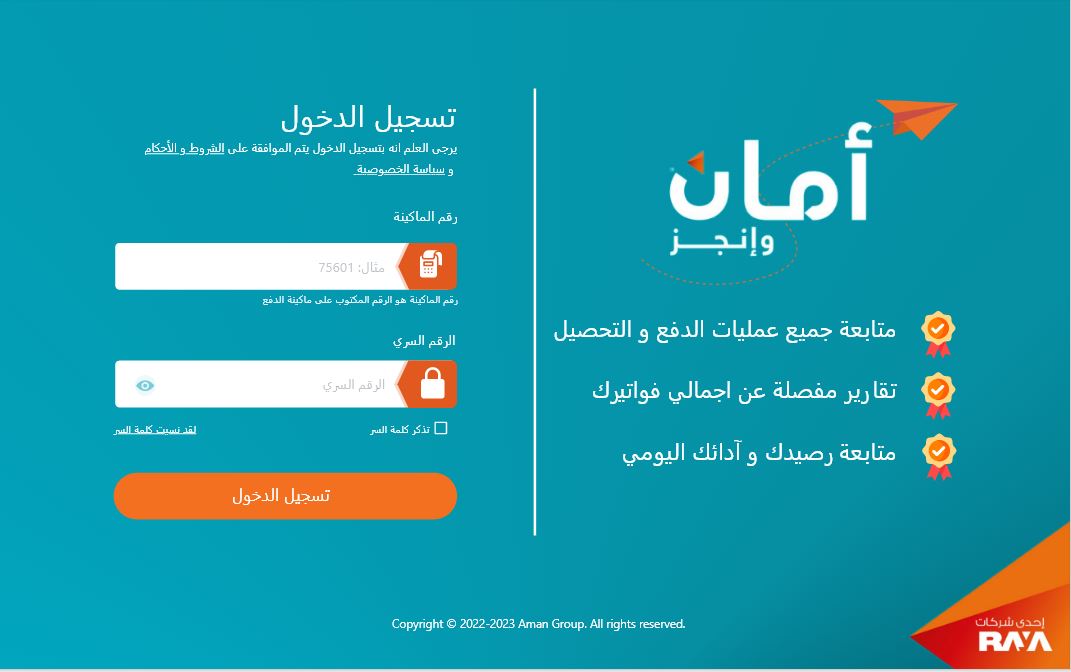 أمان
وإنجز
متابعة جميع عمليات الدفع و التحصيل
تقارير مفصلة عن اجمالي فواتيرك
متابعة رصيدك و آدائك اليومي
تسجيل الدخول
يرجى العلم انه بتسجيل الدخول يتم الموافقة على الشروط و الأحكام
و سياسة الخصوصية
رقم الماكينة
مثال: 75601
رقم الماكينة هو الرقم المكتوب على ماكينة الدفع
الرقم السري
الرقم السري
تذكر كلمة السر
لقد نسيت كلمة السر
تسجيل الدخول
Copyright © 2022-2023 Aman Group. All rights reserved.
إحدى شركات
RAYA